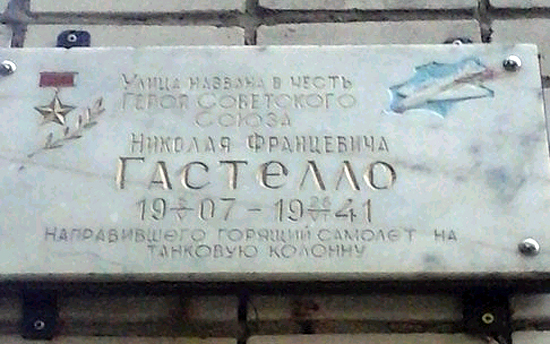 Улица названа в честь
Героя Советского
Союза
Николая Францевича
Гастелло
19 6/V 07 – 19 26/VI 41
направившего горящий самолет на
танковую колонну